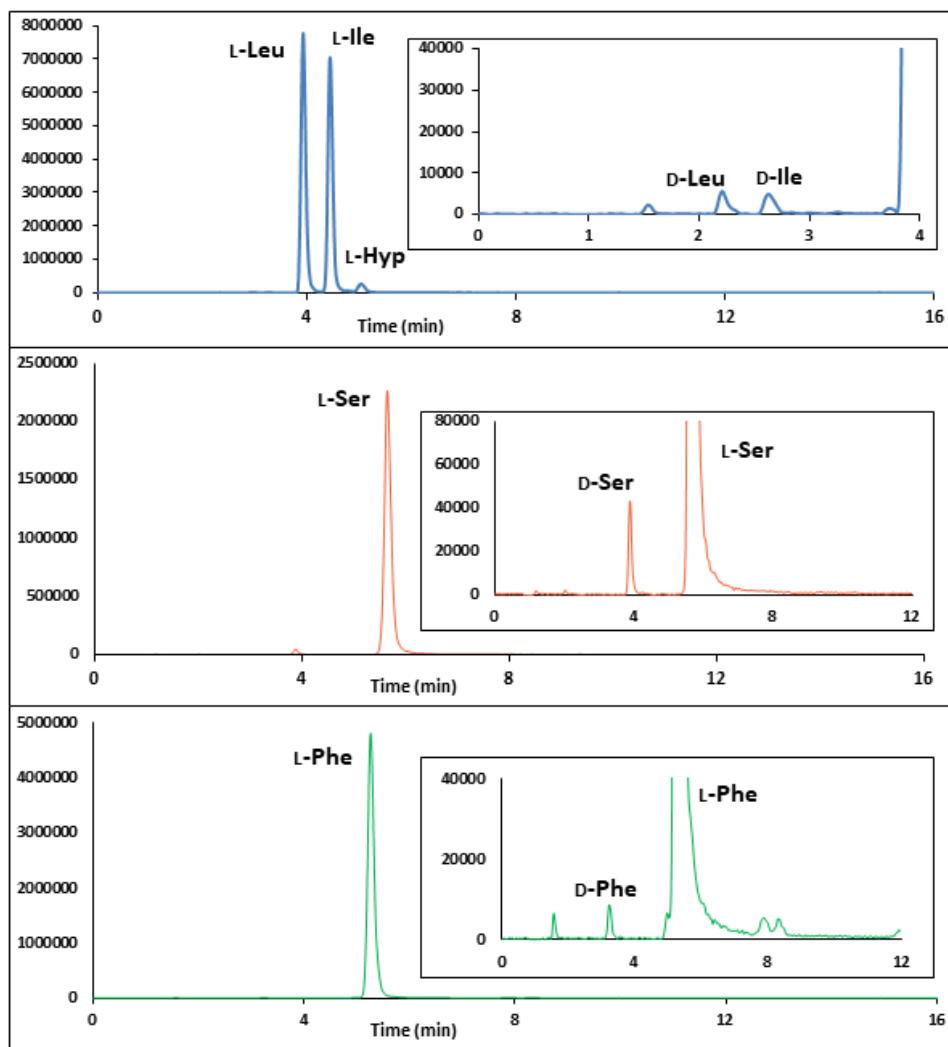 8000000
7000000
6000000
5000000
4000000
3000000
2000000
1000000
0
L-Leu
L-Ile
L-Hyp
0 4 8 12 16
Time (min)
40000
30000
20000
10000
0
D-Leu D-Ile
0 1 2 3 4
2500000
2000000
1500000
1000000
500000
0
L-Ser
0 4 8 12 16
Time (min)
80000
60000
40000
20000
0
D-Ser
L-Ser
0 4 8 12
5000000
4000000
3000000
2000000
1000000
0
L-Phe
0 4 8 12 16
Time (min)
40000
20000
0
D-Phe
L-Phe
0 4 8 12